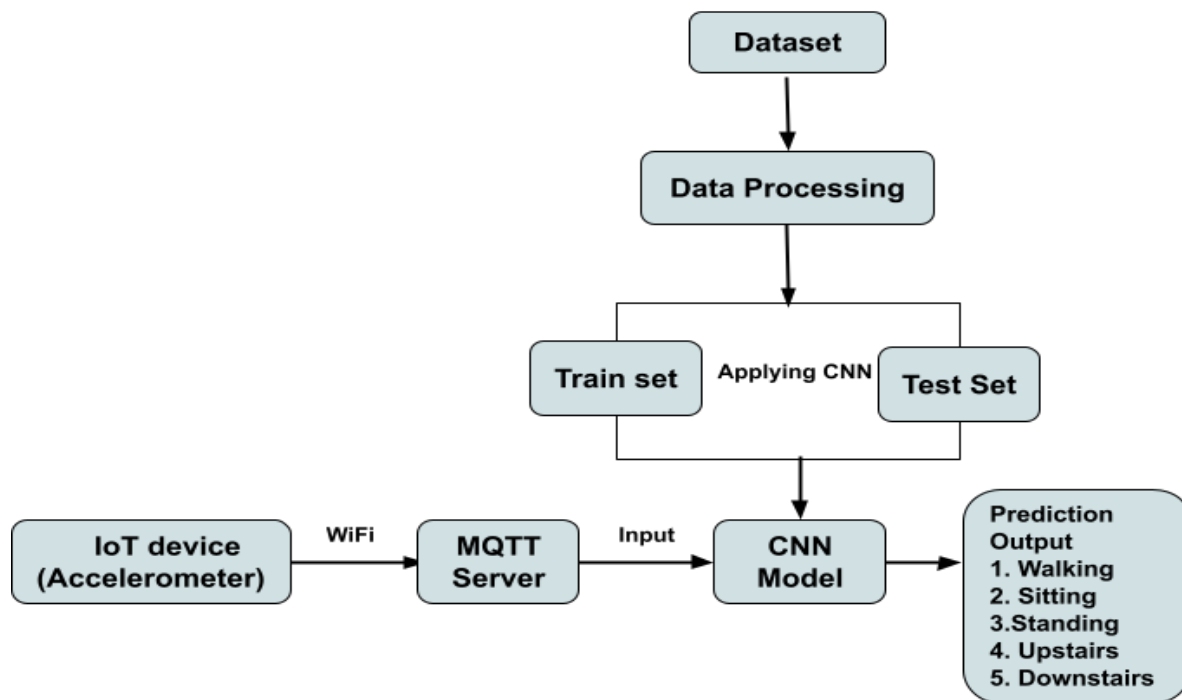 Dataset
Data Processing
Train set
Applying CNN
Test Set
IoT device
(Accelerometer)
WiFi
MQTT
Server
Input
CNN
Model
Prediction
Output
1. Walking
2. Sitting
3.Standing
4. Upstairs
5. Downstairs